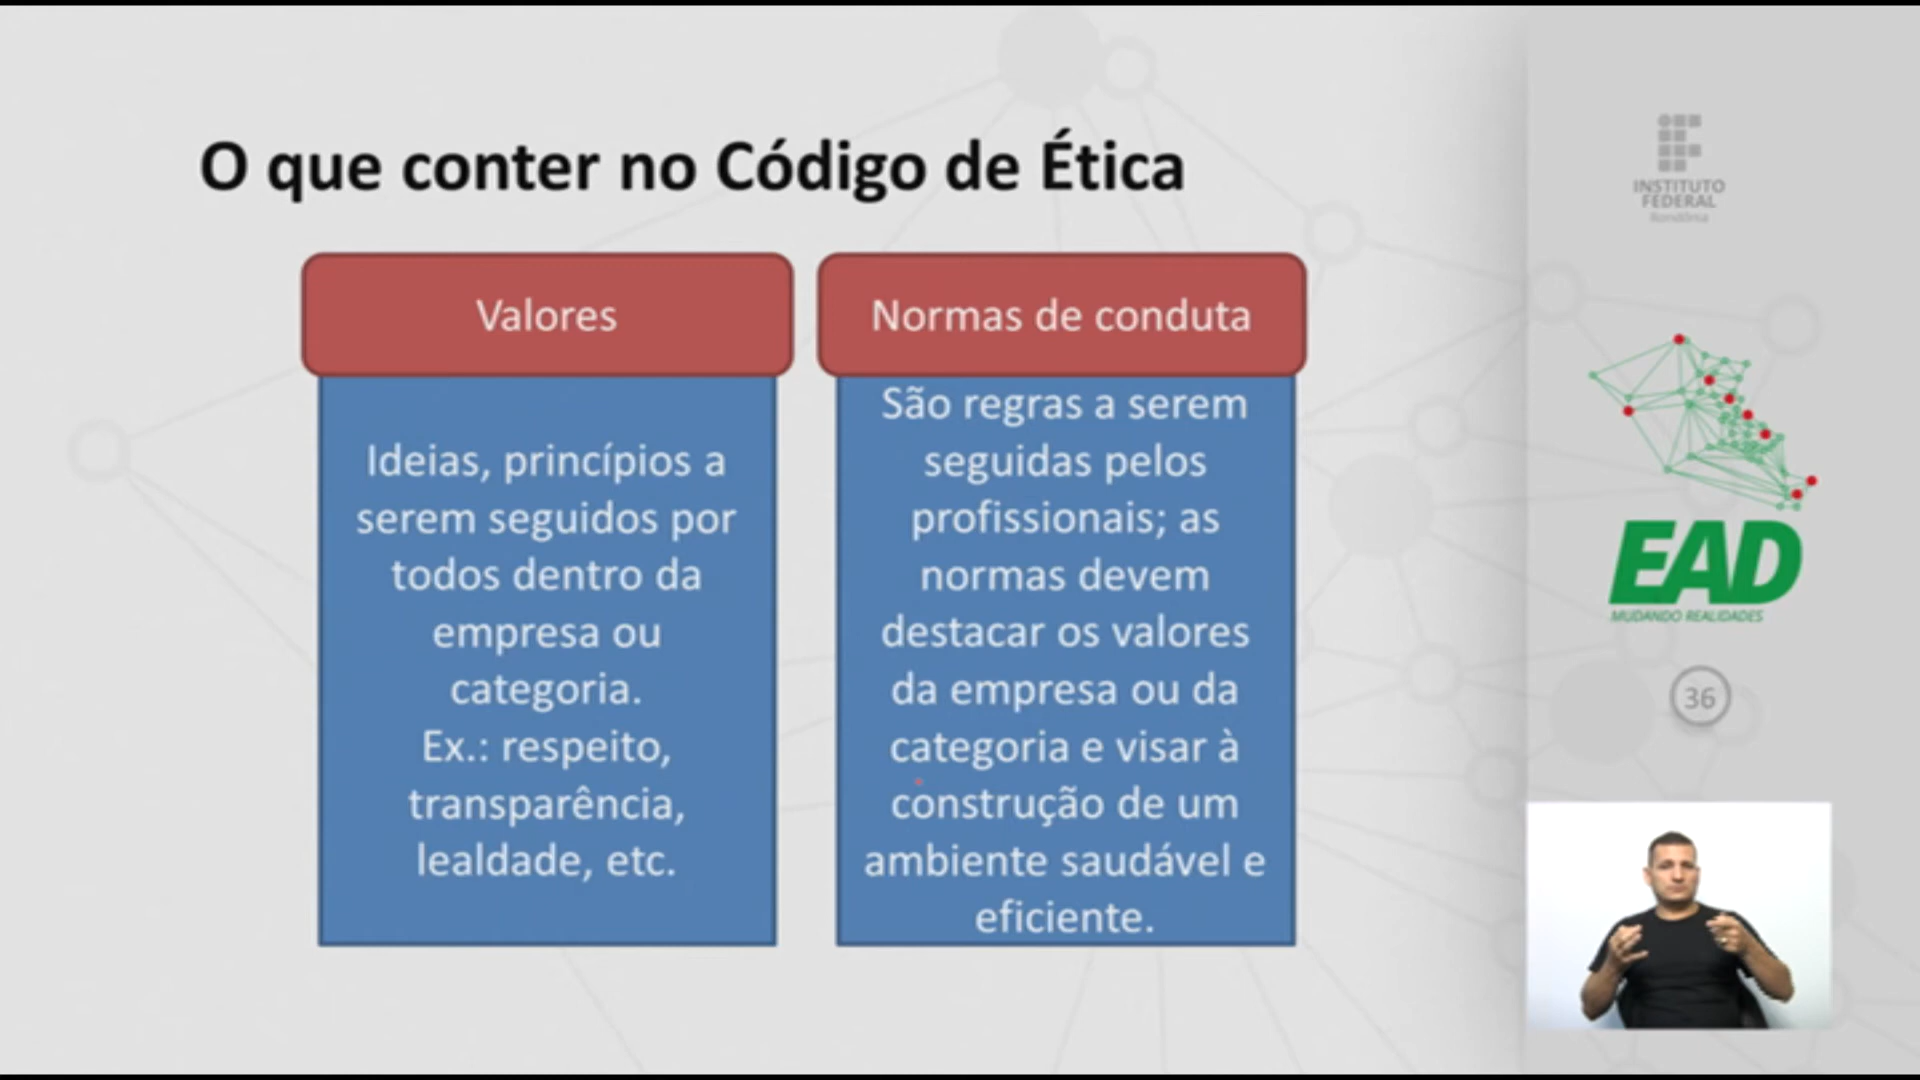 O que conter no Código de Ética
Valores
Ideias, princípios a
serem seguidos por
todos dentro da
empresa ou
categoria.
Ex.: respeito,
transparência,
lealdade, etc.
Normas de conduta
São regras a serem
seguidas pelos
profissionais; as
normas devem
destacar os valores
da empresa ou da
categoria e visar à
construção de um
ambiente saudável e
eficiente.
INSTITUTO
FEDERAL
Rondônia
EAD
MUDANDO REALIDADES
36